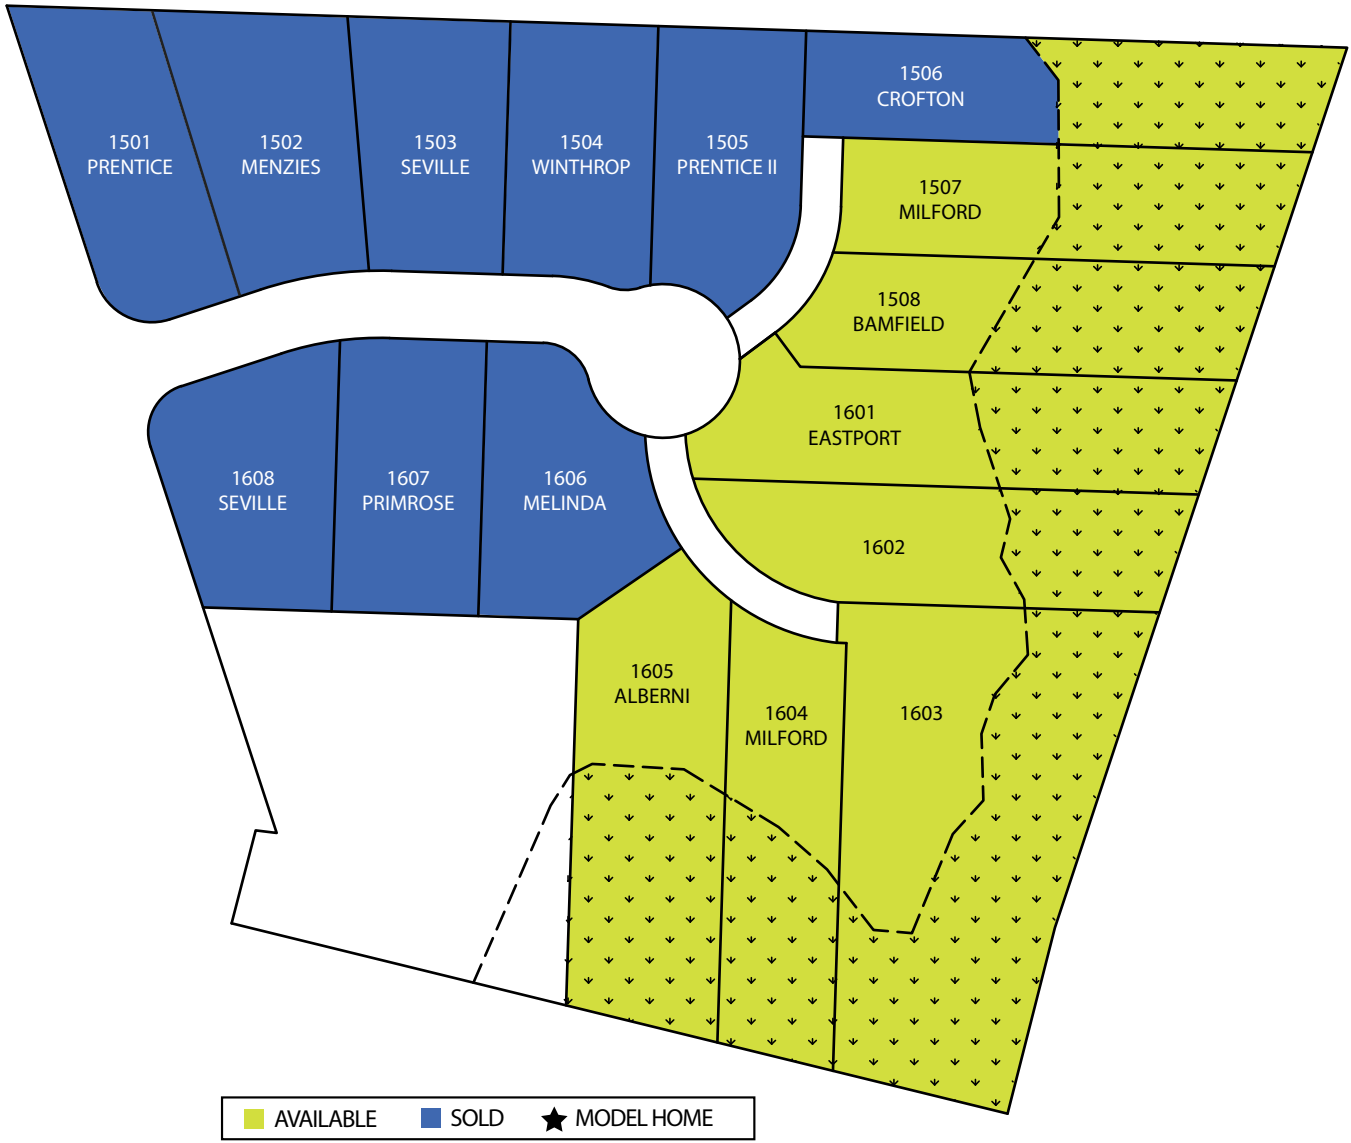 1501
PRENTICE
1502
MENZIES
1503
SEVILLE
1504
WINTHROP
1505
PRENTICE II
1506
CROFTON
1507
MILFORD
1508
BAMFIELD
1601
EASTPORT
1602
1603
1604
MILFORD
1605
ALBERNI
1606
MELINDA
1607
PRIMROSE
1608
SEVILLE
AVAILABLE
SOLD
MODEL HOME